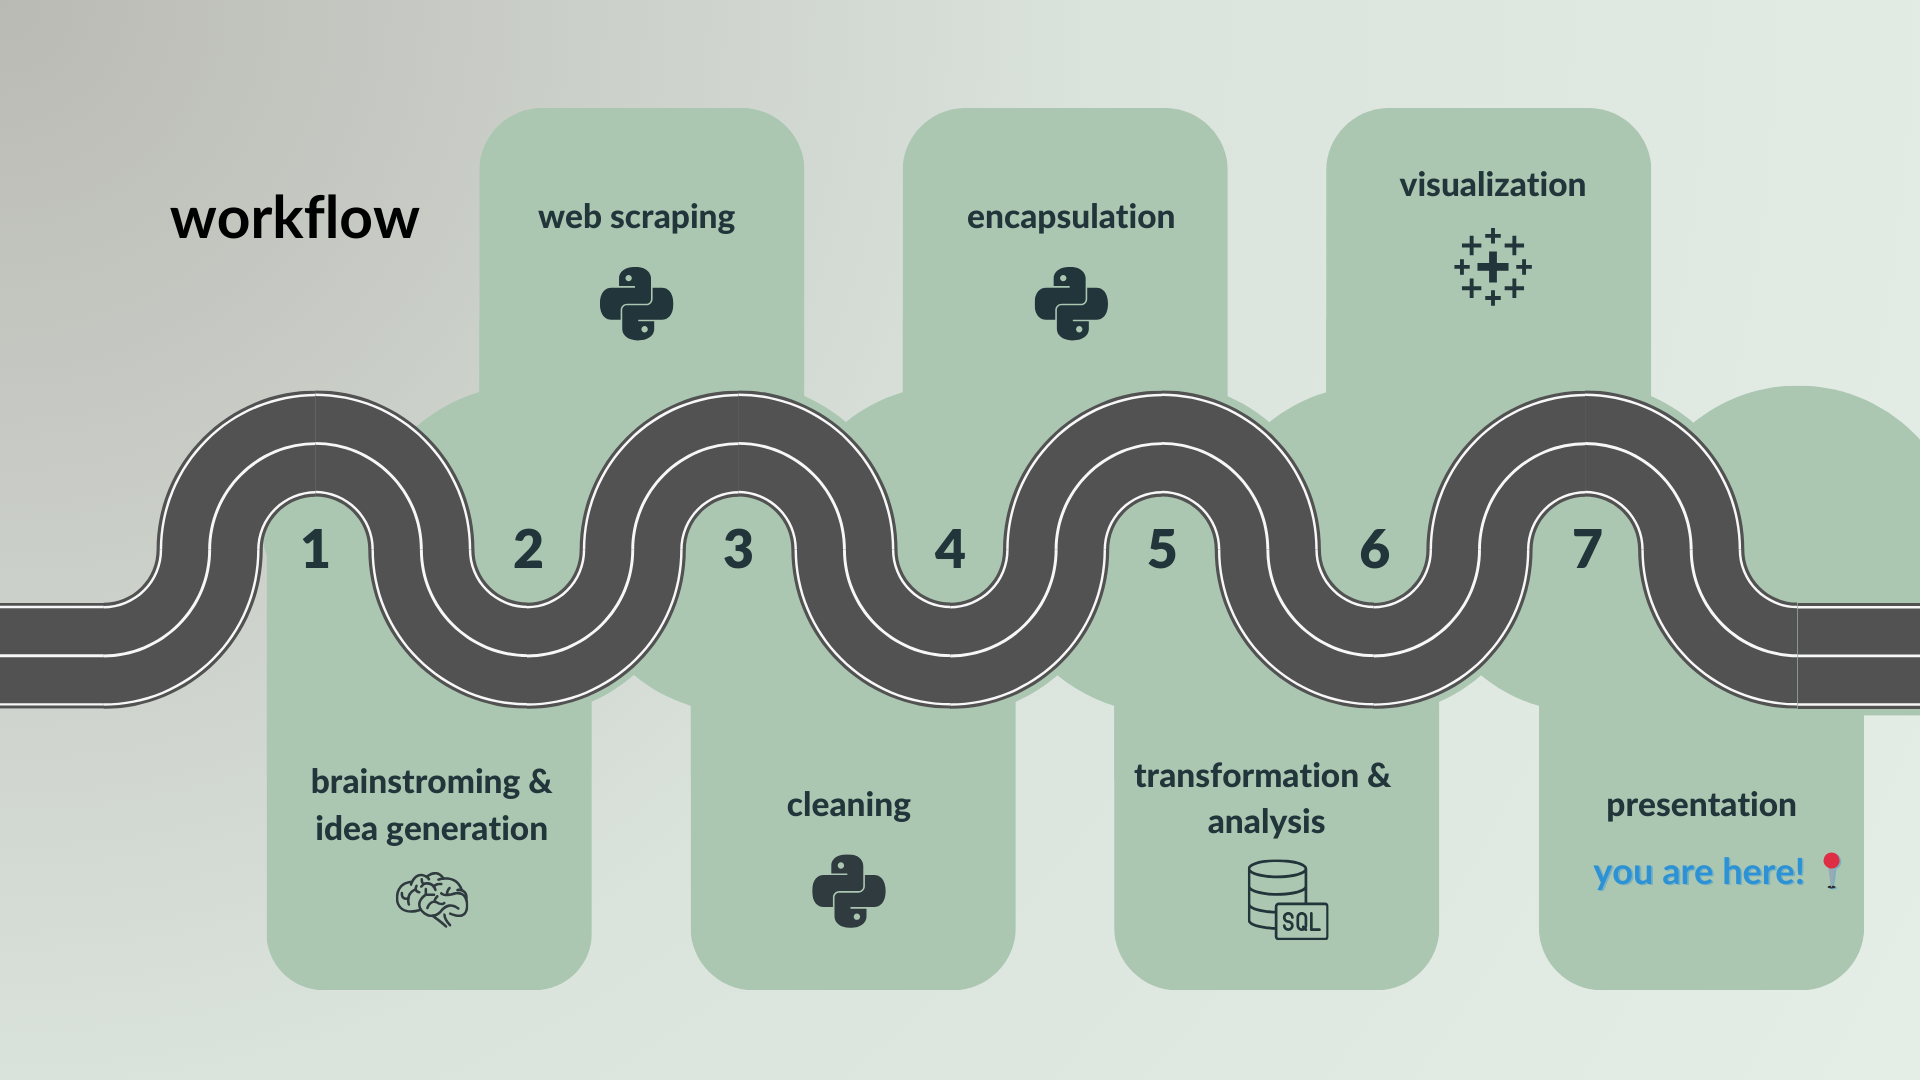 workflow
1
brainstroming &
idea generation
2
web scraping
3
cleaning
4
encapsulation
5
transformation &
analysis
SQL
6
visualization
7
presentation
you are here!